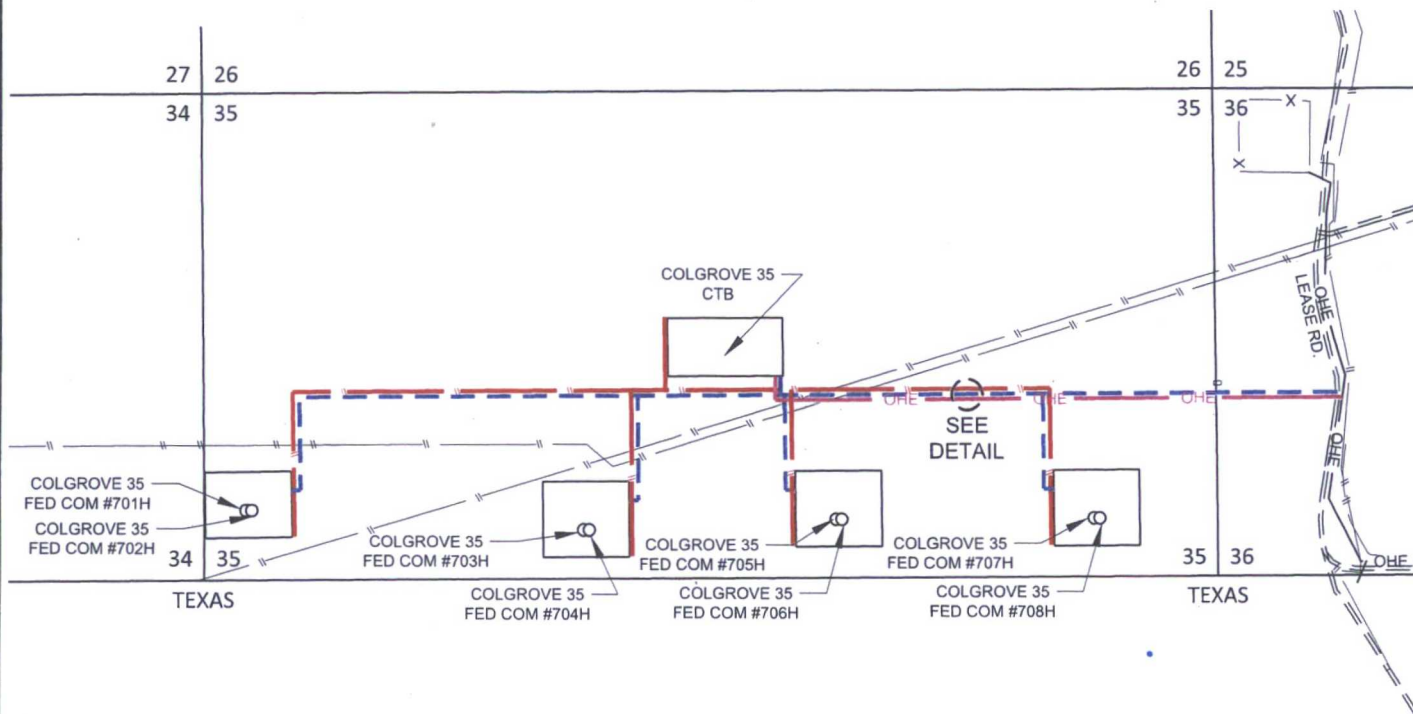 27 26
26 25
34 35
35 36
X
X
COLGROVE 35
CTB
OHE
LEASE RD.
OHE
OHE
OHE
SEE
DETAIL
OHE
COLGROVE 35
FED COM #701H
COLGROVE 35
FED COM #702H
COLGROVE 35
FED COM #703H
COLGROVE 35
FED COM #705H
COLGROVE 35
FED COM #707H
34 35
35 36
OHE
TEXAS
COLGROVE 35
FED COM #704H
COLGROVE 35
FED COM #706H
COLGROVE 35
FED COM #708H
TEXAS